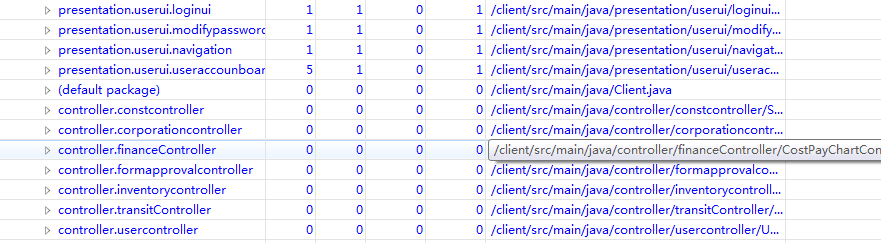 presentation.userui.loginui 1 1 0 1 /client/src/main/java/presentation/userui/loginui...
presentation.userui.modifypassword 1 1 0 1 /client/src/main/java/presentation/userui/modify...
presentation.userui.navigation 1 1 0 1 /client/src/main/java/presentation/userui/navigat...
presentation.userui.useraccounboar 5 1 0 1 /client/src/main/java/presentation/userui/userac...
(default package) 0 0 0 0 /client/src/main/java/Client.java
controller.constcontroller 0 0 0 0 /client/src/main/java/controller/constcontroller/S...
controller.corporationcontroller 0 0 0 0 /client/src/main/java/controller/corporationcontr...
controller.financeController 0 0 0 0 /client/src/main/java/controller/financeController/CostPayChartCon
controller.formapprovalcontroller 0 0 0 0 /client/src/main/java/controller/formapprovalco...
controller.inventorycontroller 0 0 0 0 /client/src/main/java/controller/inventorycontroll...
controller.transitController 0 0 0 0 /client/src/main/java/controller/transitController/...
controller.usercontroller 0 0 0 0 /client/src/main/java/controller/usercontroller/U...